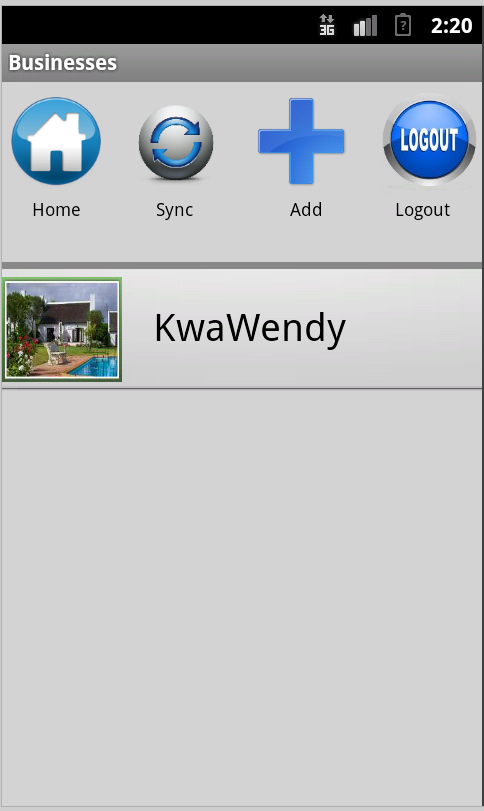 3G 2:20
Businesses
LOGOUT
Home Sync Add Logout
KwaWendy